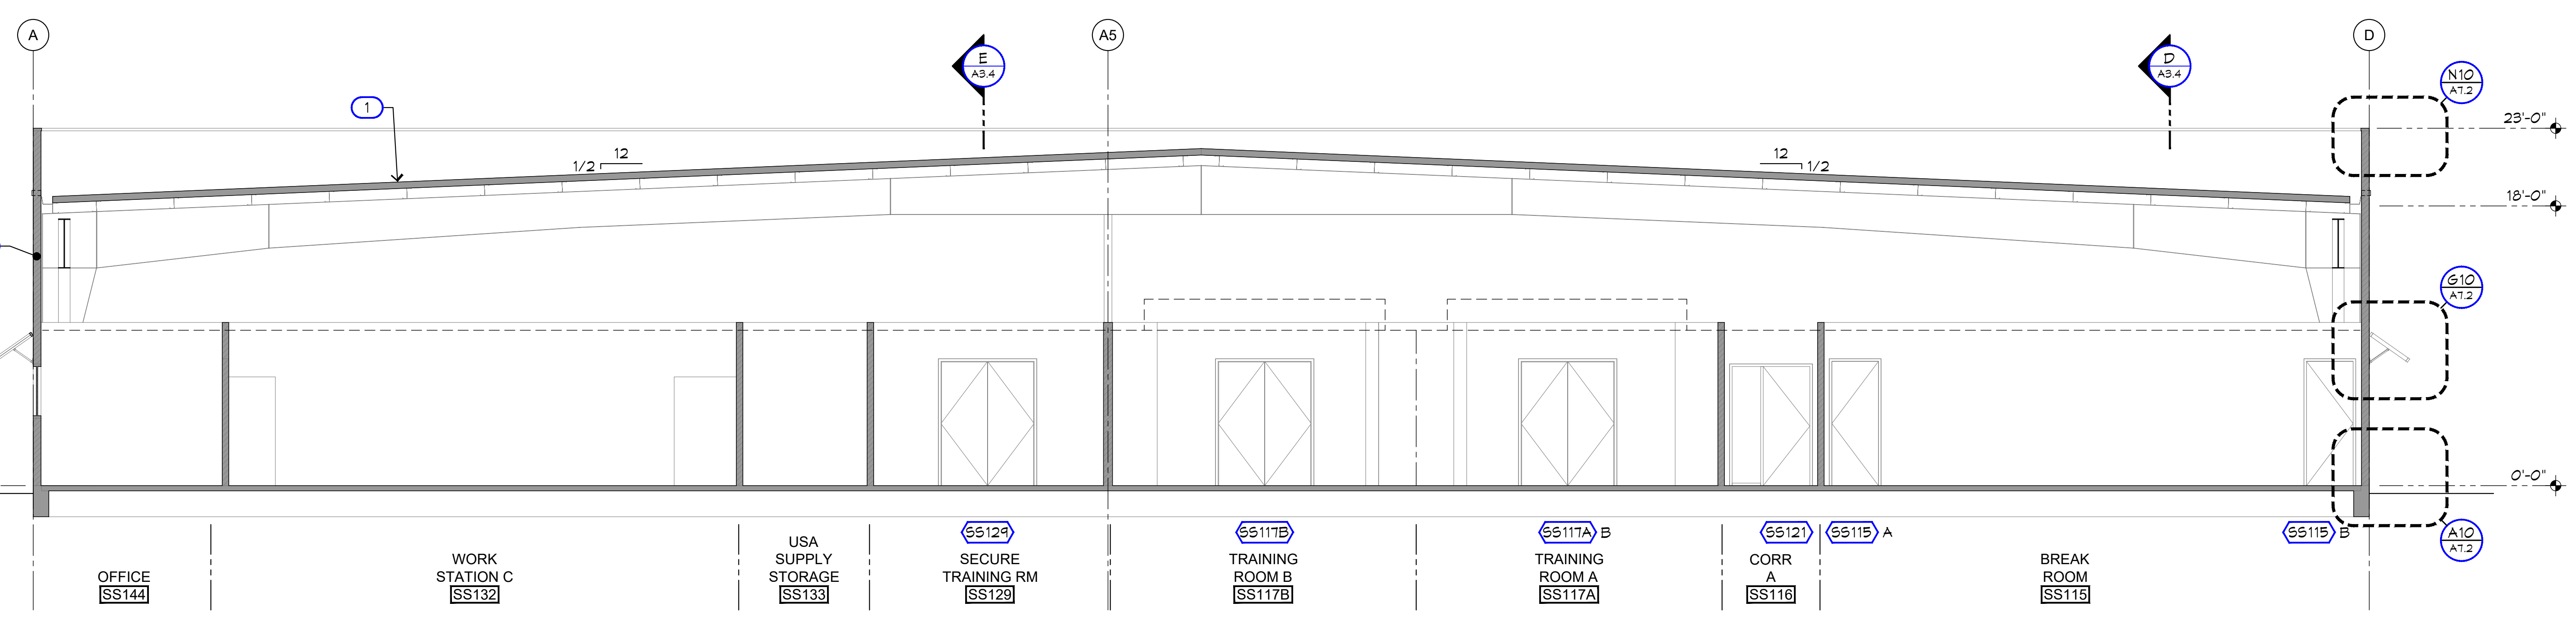 A
A5
D
E
A3.4
D
A3.4
N10
A7.2
1
23'-0"
12
1/2
12
1/2
18'-0"
G10
A7.2
0'-0"
SS129
SS117B
SS117A B
SS121
SS115 A
SS115 B
A10
A7.2
OFFICE
SS144
WORK
STATION C
SS132
USA
SUPPLY
STORAGE
SS133
SECURE
TRAINING RM
SS129
TRAINING
ROOM B
SS117B
TRAINING
ROOM A
SS117A
CORR
A
SS116
BREAK
ROOM
SS115